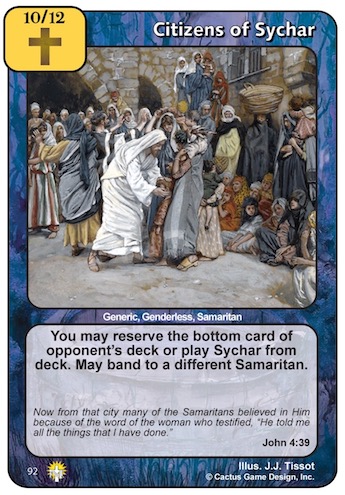 10/12
Citizens of Sychar
Generic, Genderless, Samaritan
You may reserve the bottom card of
opponent's deck or play Sychar from
deck. May band to a different Samaritan.
Now from that city many of the Samaritans believed in Him
because of the word of the woman who testified, "He told me
all the things that I have done."
John 4:39
92
Illus. J.J. Tissot
© Cactus Game Design, Inc.